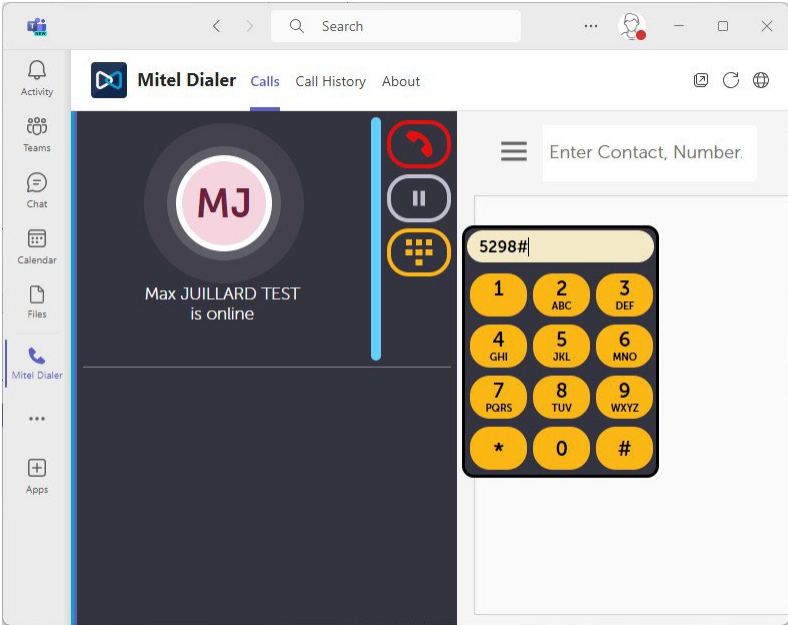 NEW
Search
Activity
Teams
Chat
Calendar
Files
Mitel Dialer
Apps
Mitel Dialer Calls Call History About
MJ
Max JUILLARD TEST
is online
Enter Contact, Number.
5298#
1 2 3
ABC DEF
4 5 6
GHI JKL MNO
7 8 9
PQRS TUV WXYZ
* 0 #